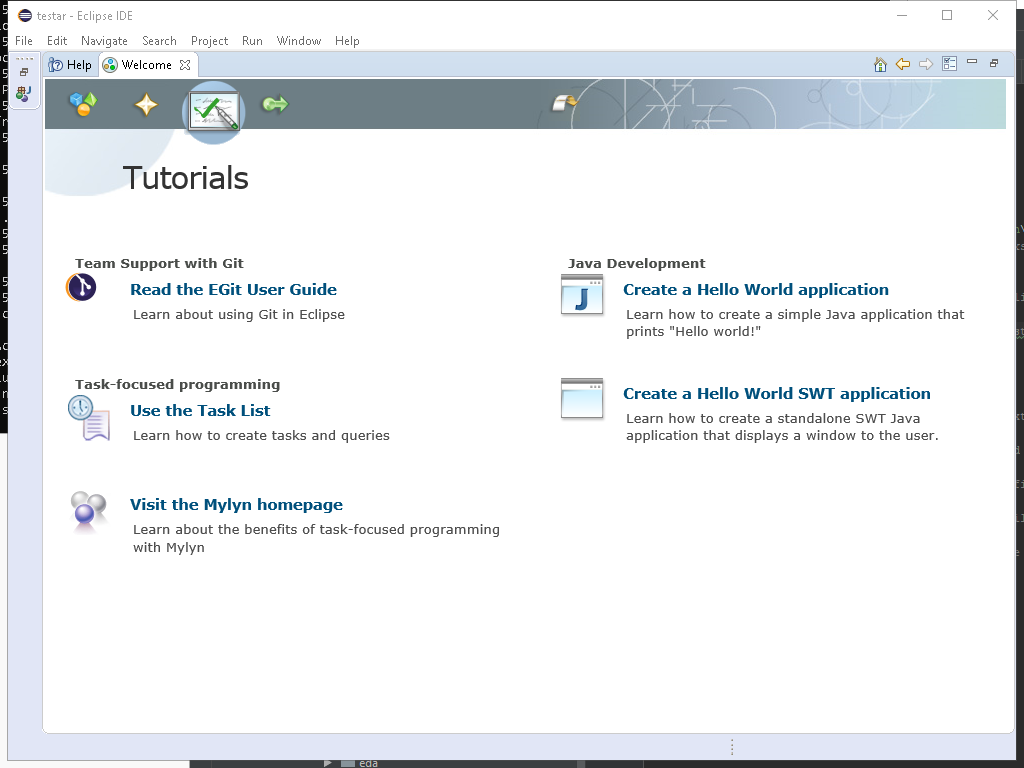 testar - Eclipse IDE
File Edit Navigate Search Project Run Window Help
Help Welcome
Tutorials
Team Support with Git
Read the EGit User Guide
Learn about using Git in Eclipse
Task-focused programming
Use the Task List
Learn how to create tasks and queries
Visit the Mylyn homepage
Learn about the benefits of task-focused programming
with Mylyn
Java Development
Create a Hello World application
Learn how to create a simple Java application that
prints "Hello world!"
Create a Hello World SWT application
Learn how to create a standalone SWT Java
application that displays a window to the user.
eda